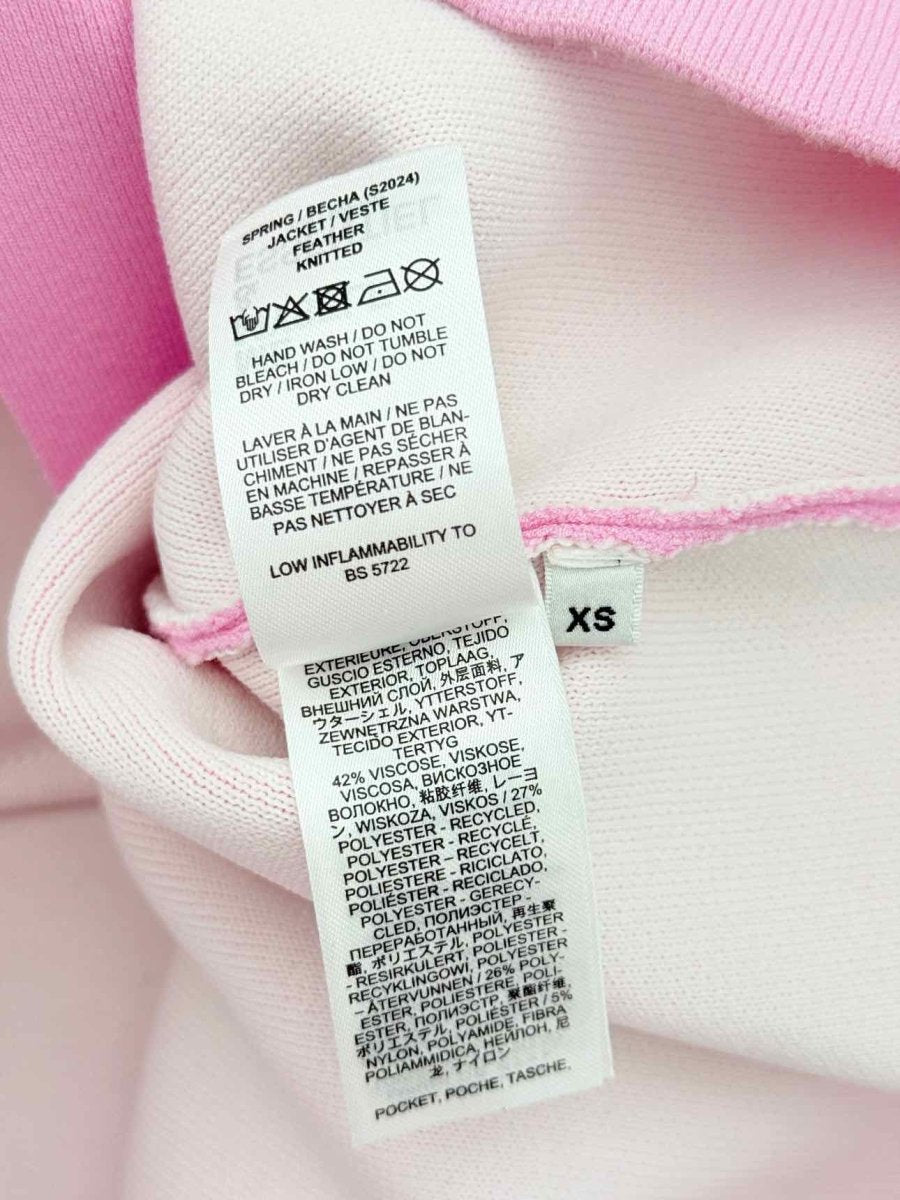 SPRING / BECHA (S2024)
JACKET / VESTE
FEATHER
KNITTED
HAND WASH / DO NOT
BLEACH / DO NOT TUMBLE
DRY / IRON LOW / DO NOT
DRY CLEAN
LAVER À LA MAIN / NE PAS
UTILISER D'AGENT DE BLAN-
CHIMENT / NE PAS SÉCHER
EN MACHINE / REPASSER À
BASSE TEMPÉRATURE / NE
PAS NETTOYER À SEC
LOW INFLAMMABILITY TO
BS 5722
XS
EXTERIEURE, OBERSTOFF,
GUSCIO ESTERNO, TEJIDO
EXTERIOR, TOPLAAG,
ВНЕШНИЙ СЛОЙ, 外层面料, ア
ウターシェル, YTTERSTOFF,
ZEWNĘTRZNA WARSTWA,
TECIDO EXTERIOR, YT-
TERTYG
42% VISCOSE, VISKOSE,
VISCOSA, ВИСКОЗНОЕ
ВОЛОКНО, 粘胶纤维, レーヨ
ン, WISKOZA, VISKOS / 27%
POLYESTER - RECYCLED,
POLYESTER - RECYCLÉ,
POLYESTER - RECYCELT,
POLIESTERE - RICICLATO,
POLIÉSTER - RECICLADO,
POLYESTER - GERECY-
CLED, ПОЛИЭСТЕР -
ПЕРЕРАБОТАННЫЙ, 再生聚
酯, ポリエステル, POLYESTER
- RESIRKULERT, POLIESTER -
RECYKLINGOWI, POLYESTER
- ÅTERVUNNEN / 26% POLY-
ESTER, POLIESTERE, POLI-
ESTER, ПОЛИЭСТР, 聚酯纤维,
ポリエステル, POLIÉSTER / 5%
NYLON, POLYAMIDE, FIBRA
POLIAMMIDICA, НЕЙЛОН, 尼
龙, ナイロン
POCKET, POCHE, TASCHE,